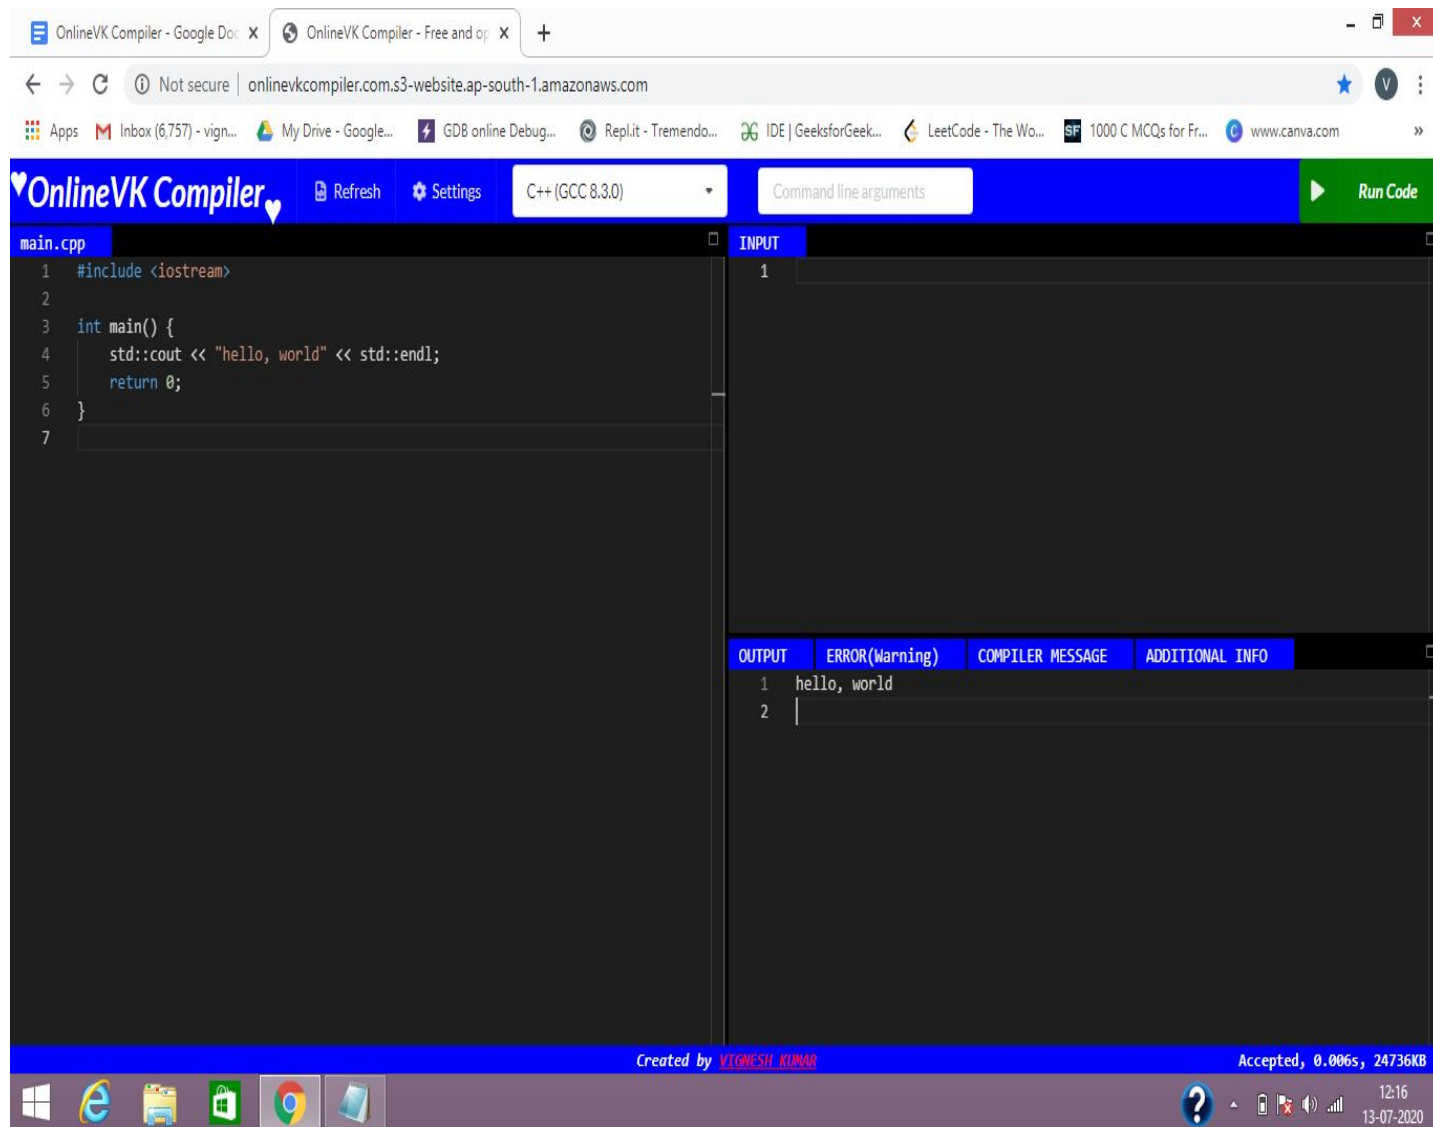 OnlineVK Compiler - Google Doc
OnlineVK Compiler - Free and op
Not secure | onlinevkcompiler.com.s3-website.ap-south-1.amazonaws.com
V
Apps
Inbox (6,757) - vign...
My Drive - Google...
GDB online Debug...
Repl.it - Tremendo...
IDE | GeeksforGeek...
LeetCode - The Wo...
SF 1000 C MCQs for Fr...
www.canva.com
»
OnlineVK Compiler
Refresh
Settings
C++ (GCC 8.3.0)
Command line arguments
Run Code
main.cpp
1 #include <iostream>
2
3 int main() {
4 std::cout << "hello, world" << std::endl;
5 return 0;
6 }
7
INPUT
1
OUTPUT ERROR(Warning) COMPILER MESSAGE ADDITIONAL INFO
1 hello, world
2
Created by VIGNESH KUMAR
Accepted, 0.006s, 24736KB
12:16
13-07-2020